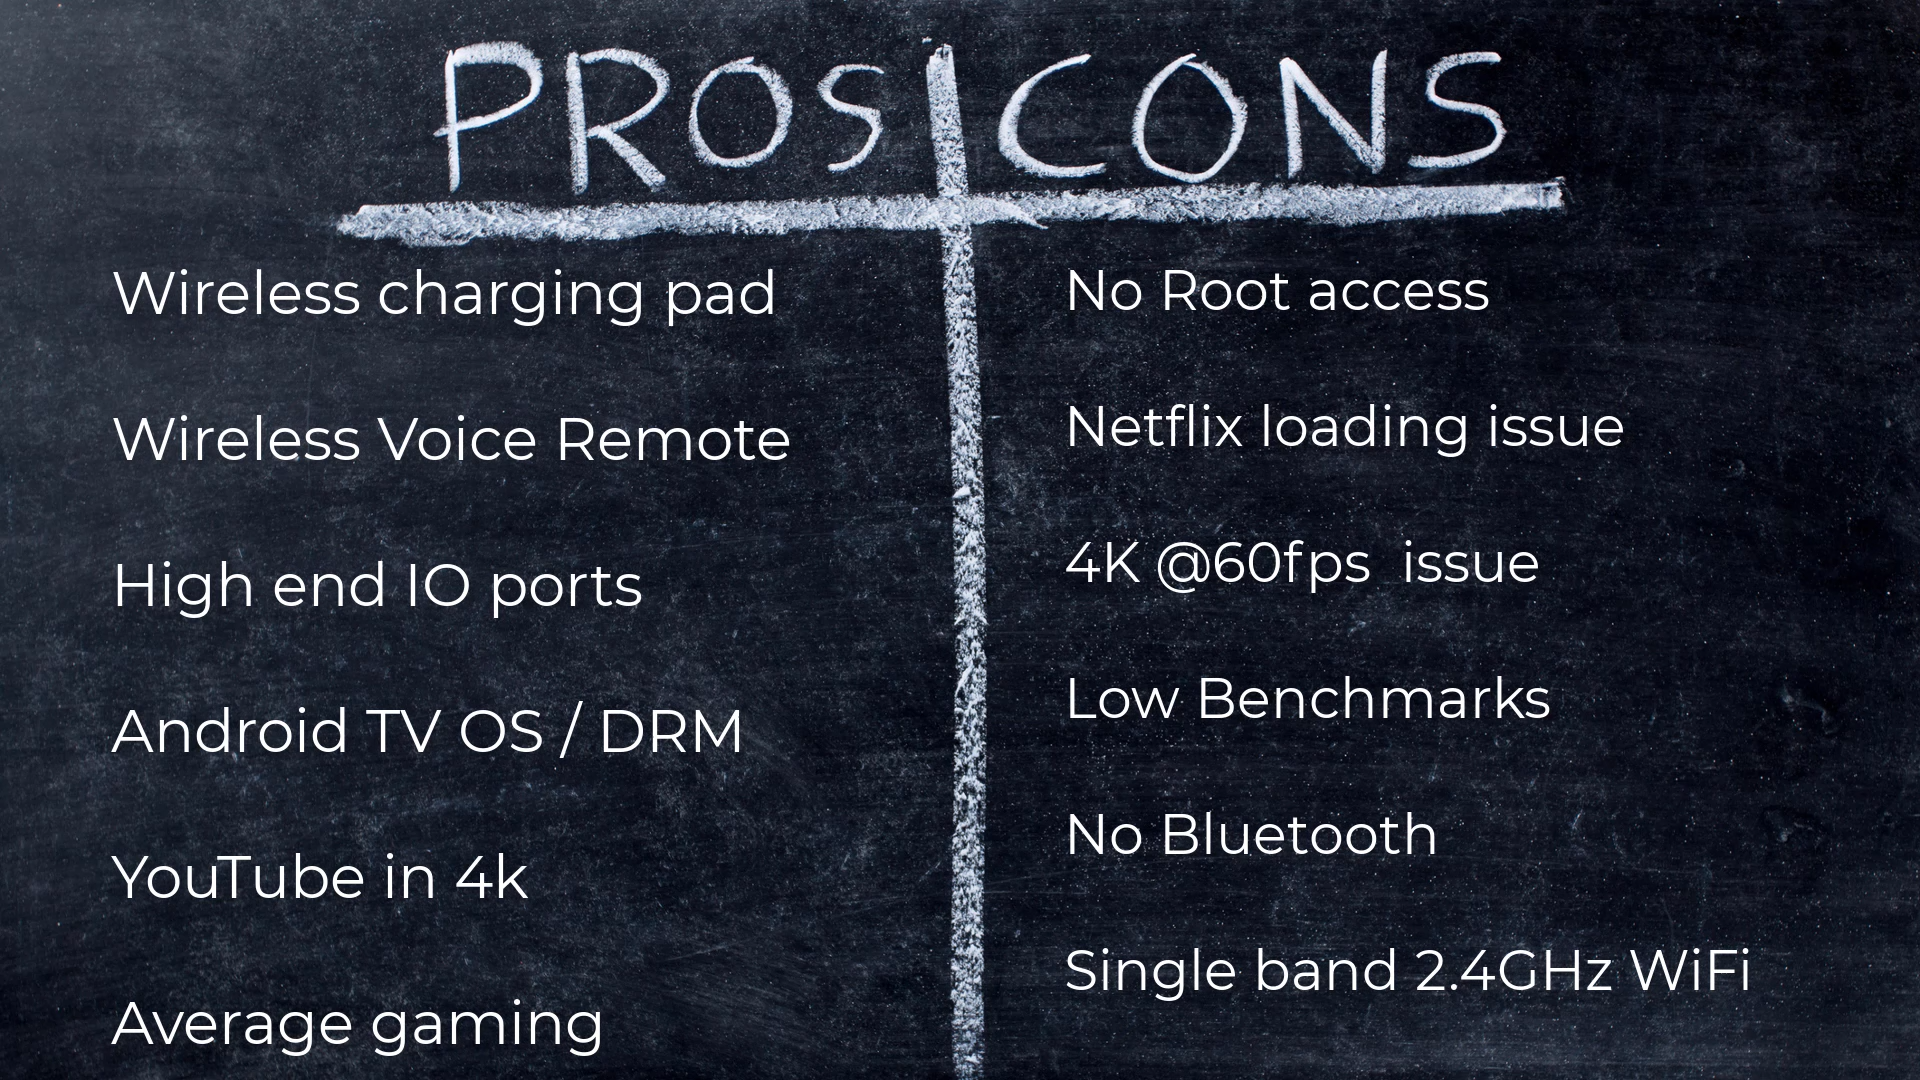 PROS CONS
Wireless charging pad
Wireless Voice Remote
High end IO ports
Android TV OS / DRM
YouTube in 4k
Average gaming
No Root access
Netflix loading issue
4K @60fps  issue
Low Benchmarks
No Bluetooth
Single band 2.4GHz WiFi